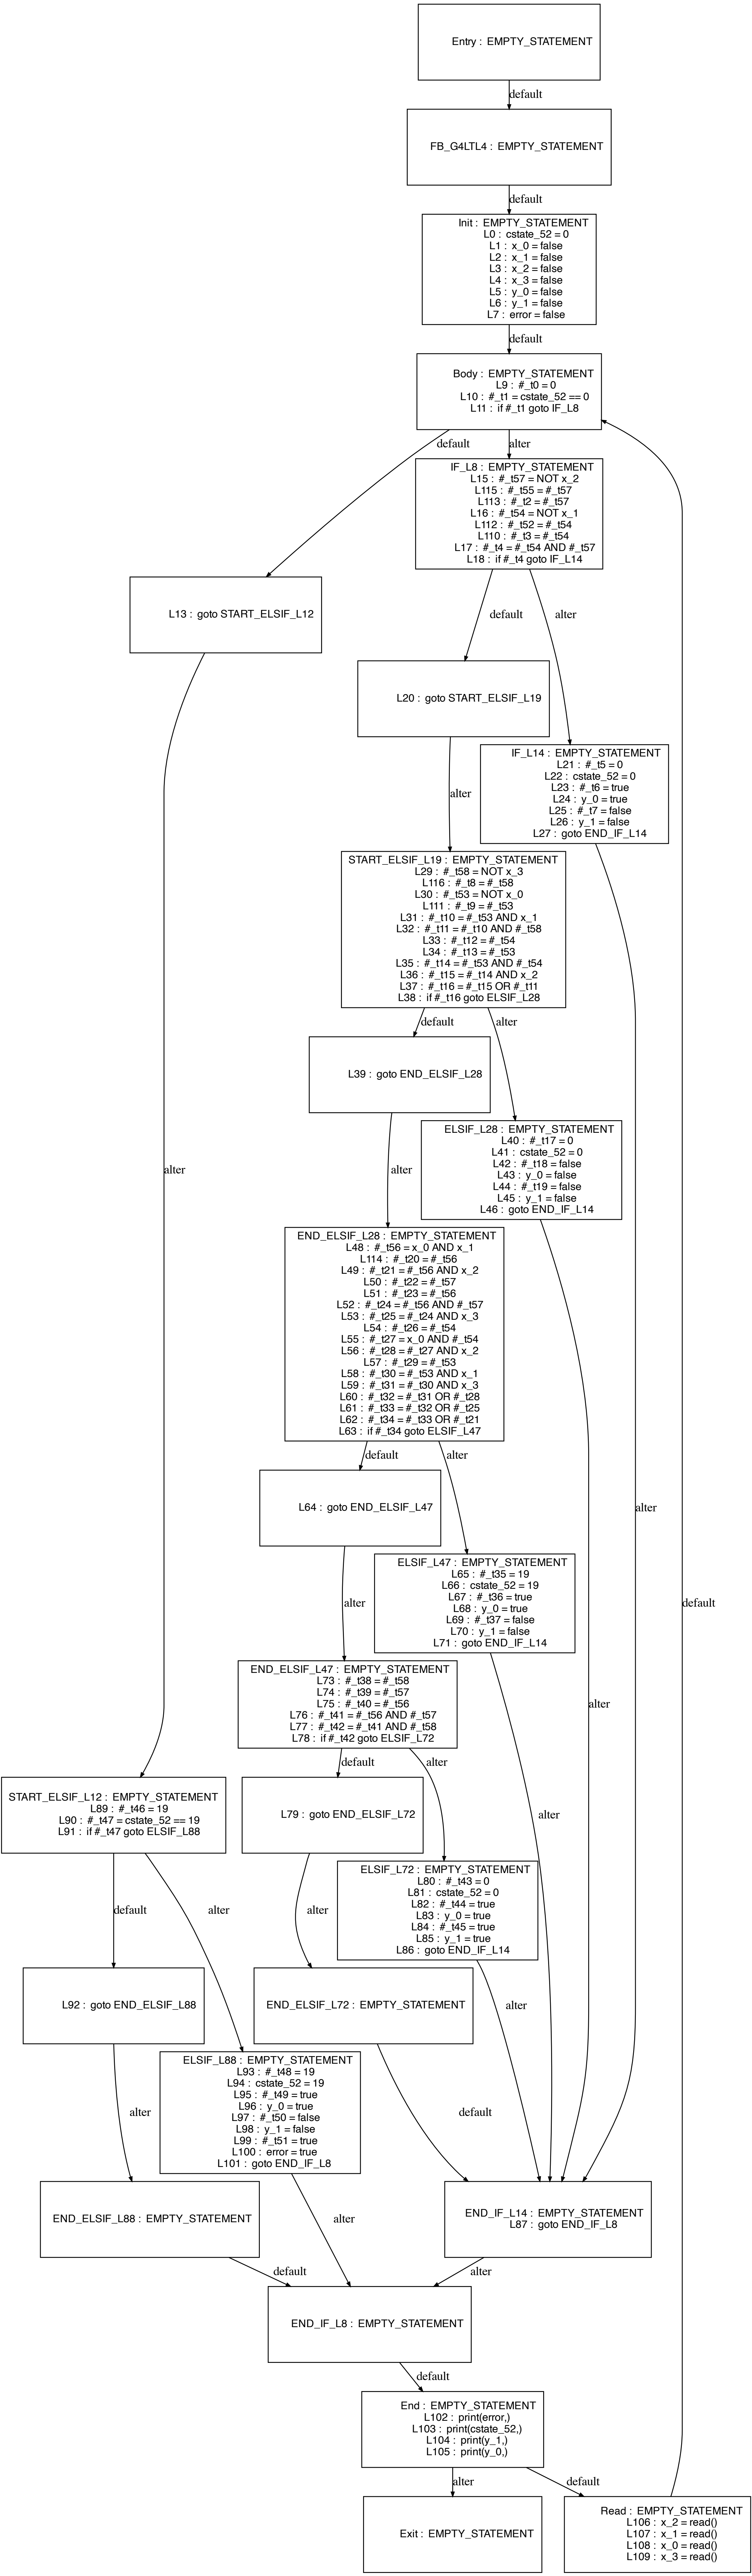 Entry : EMPTY_STATEMENT
default
FB_G4LTL4 : EMPTY_STATEMENT
default
Init : EMPTY_STATEMENT
L0 : cstate_52 = 0
L1 : x_0 = false
L2 : x_1 = false
L3 : x_2 = false
L4 : x_3 = false
L5 : y_0 = false
L6 : y_1 = false
L7 : error = false
default
Body : EMPTY_STATEMENT
L9 : #_t0 = 0
L10 : #_t1 = cstate_52 == 0
L11 : if #_t1 goto IF_L8
default
alter
IF_L8 : EMPTY_STATEMENT
L15 : #_t57 = NOT x_2
L115 : #_t55 = #_t57
L113 : #_t2 = #_t57
L16 : #_t54 = NOT x_1
L112 : #_t52 = #_t54
L110 : #_t3 = #_t54
L17 : #_t4 = #_t54 AND #_t57
L18 : if #_t4 goto IF_L14
L13 : goto START_ELSIF_L12
default
alter
L20 : goto START_ELSIF_L19
IF_L14 : EMPTY_STATEMENT
L21 : #_t5 = 0
L22 : cstate_52 = 0
L23 : #_t6 = true
L24 : y_0 = true
L25 : #_t7 = false
L26 : y_1 = false
L27 : goto END_IF_L14
alter
START_ELSIF_L19 : EMPTY_STATEMENT
L29 : #_t58 = NOT x_3
L116 : #_t8 = #_t58
L30 : #_t53 = NOT x_0
L111 : #_t9 = #_t53
L31 : #_t10 = #_t53 AND x_1
L32 : #_t11 = #_t10 AND #_t58
L33 : #_t12 = #_t54
L34 : #_t13 = #_t53
L35 : #_t14 = #_t53 AND #_t54
L36 : #_t15 = #_t14 AND x_2
L37 : #_t16 = #_t15 OR #_t11
L38 : if #_t16 goto ELSIF_L28
default
alter
L39 : goto END_ELSIF_L28
ELSIF_L28 : EMPTY_STATEMENT
L40 : #_t17 = 0
L41 : cstate_52 = 0
L42 : #_t18 = false
L43 : y_0 = false
L44 : #_t19 = false
L45 : y_1 = false
L46 : goto END_IF_L14
alter
alter
END_ELSIF_L28 : EMPTY_STATEMENT
L48 : #_t56 = x_0 AND x_1
L114 : #_t20 = #_t56
L49 : #_t21 = #_t56 AND x_2
L50 : #_t22 = #_t57
L51 : #_t23 = #_t56
L52 : #_t24 = #_t56 AND #_t57
L53 : #_t25 = #_t24 AND x_3
L54 : #_t26 = #_t54
L55 : #_t27 = x_0 AND #_t54
L56 : #_t28 = #_t27 AND x_2
L57 : #_t29 = #_t53
L58 : #_t30 = #_t53 AND x_1
L59 : #_t31 = #_t30 AND x_3
L60 : #_t32 = #_t31 OR #_t28
L61 : #_t33 = #_t32 OR #_t25
L62 : #_t34 = #_t33 OR #_t21
L63 : if #_t34 goto ELSIF_L47
default
alter
L64 : goto END_ELSIF_L47
alter
ELSIF_L47 : EMPTY_STATEMENT
L65 : #_t35 = 19
L66 : cstate_52 = 19
L67 : #_t36 = true
L68 : y_0 = true
L69 : #_t37 = false
L70 : y_1 = false
L71 : goto END_IF_L14
alter
default
END_ELSIF_L47 : EMPTY_STATEMENT
L73 : #_t38 = #_t58
L74 : #_t39 = #_t57
L75 : #_t40 = #_t56
L76 : #_t41 = #_t56 AND #_t57
L77 : #_t42 = #_t41 AND #_t58
L78 : if #_t42 goto ELSIF_L72
alter
default
alter
START_ELSIF_L12 : EMPTY_STATEMENT
L89 : #_t46 = 19
L90 : #_t47 = cstate_52 == 19
L91 : if #_t47 goto ELSIF_L88
L79 : goto END_ELSIF_L72
alter
ELSIF_L72 : EMPTY_STATEMENT
L80 : #_t43 = 0
L81 : cstate_52 = 0
L82 : #_t44 = true
L83 : y_0 = true
L84 : #_t45 = true
L85 : y_1 = true
L86 : goto END_IF_L14
default
alter
alter
L92 : goto END_ELSIF_L88
END_ELSIF_L72 : EMPTY_STATEMENT
alter
ELSIF_L88 : EMPTY_STATEMENT
L93 : #_t48 = 19
L94 : cstate_52 = 19
L95 : #_t49 = true
L96 : y_0 = true
L97 : #_t50 = false
L98 : y_1 = false
L99 : #_t51 = true
L100 : error = true
L101 : goto END_IF_L8
alter
default
END_ELSIF_L88 : EMPTY_STATEMENT
alter
END_IF_L14 : EMPTY_STATEMENT
L87 : goto END_IF_L8
default
alter
END_IF_L8 : EMPTY_STATEMENT
default
End : EMPTY_STATEMENT
L102 : print(error,)
L103 : print(cstate_52,)
L104 : print(y_1,)
L105 : print(y_0,)
alter
default
Exit : EMPTY_STATEMENT
Read : EMPTY_STATEMENT
L106 : x_2 = read()
L107 : x_1 = read()
L108 : x_0 = read()
L109 : x_3 = read()